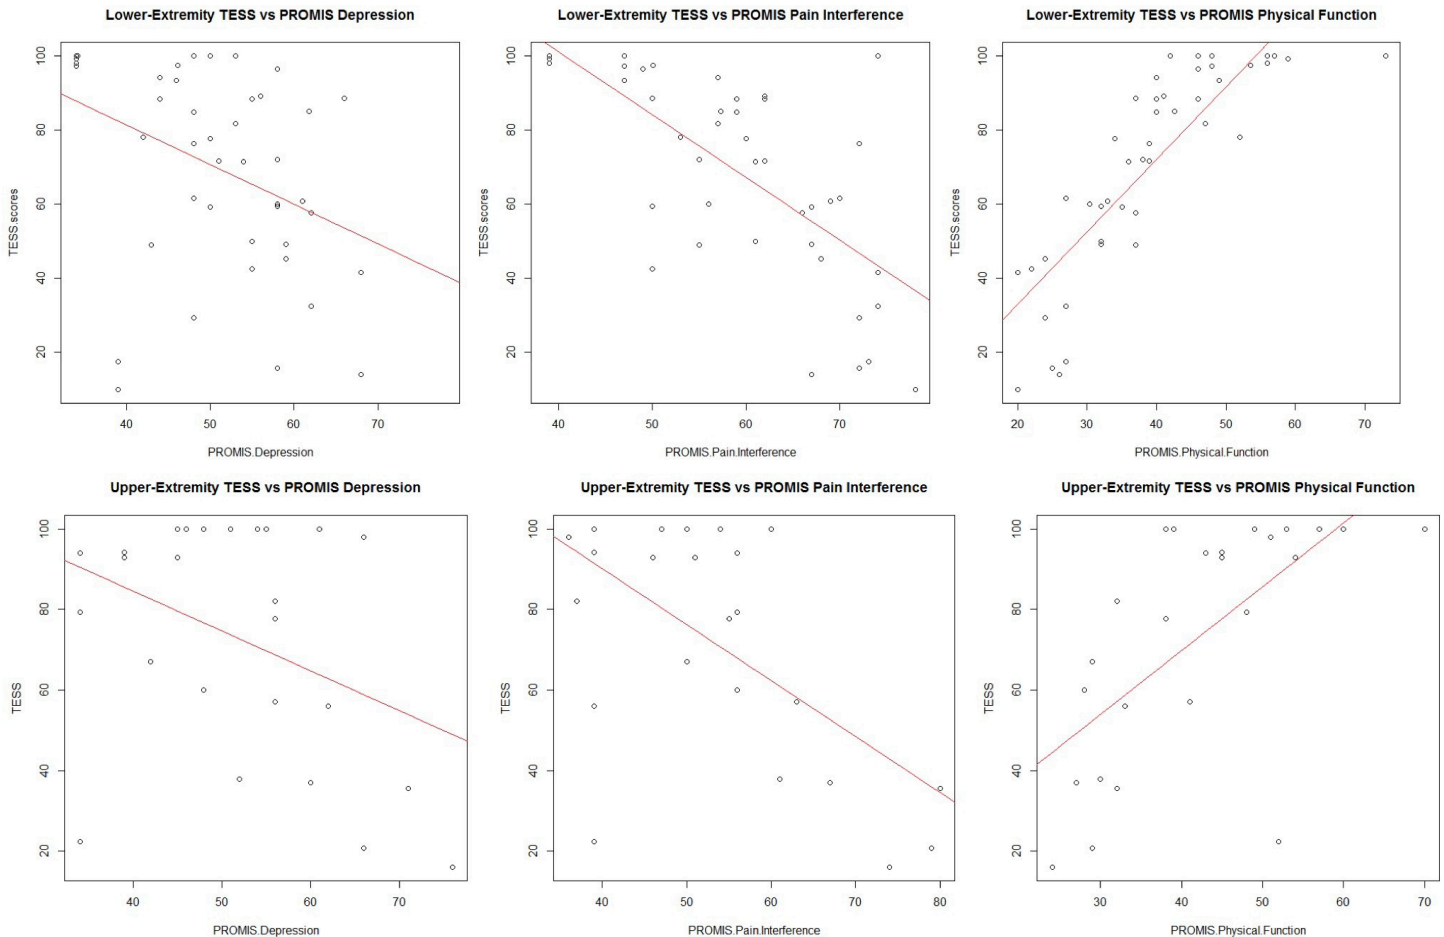 Lower-Extremity TESS vs PROMIS Depression
TESS.scores
100
80
60
40
20
40 50 60 70
PROMIS.Depression
Lower-Extremity TESS vs PROMIS Pain Interference
TESS.scores
100
80
60
40
20
40 50 60 70
PROMIS.Pain.Interference
Lower-Extremity TESS vs PROMIS Physical Function
TESS.scores
100
80
60
40
20
20 30 40 50 60 70
PROMIS.Physical.Function
Upper-Extremity TESS vs PROMIS Depression
TESS
100
80
60
40
20
40 50 60 70
PROMIS.Depression
Upper-Extremity TESS vs PROMIS Pain Interference
TESS
100
80
60
40
20
40 50 60 70 80
PROMIS.Pain.Interference
Upper-Extremity TESS vs PROMIS Physical Function
TESS
100
80
60
40
20
30 40 50 60 70
PROMIS.Physical.Function